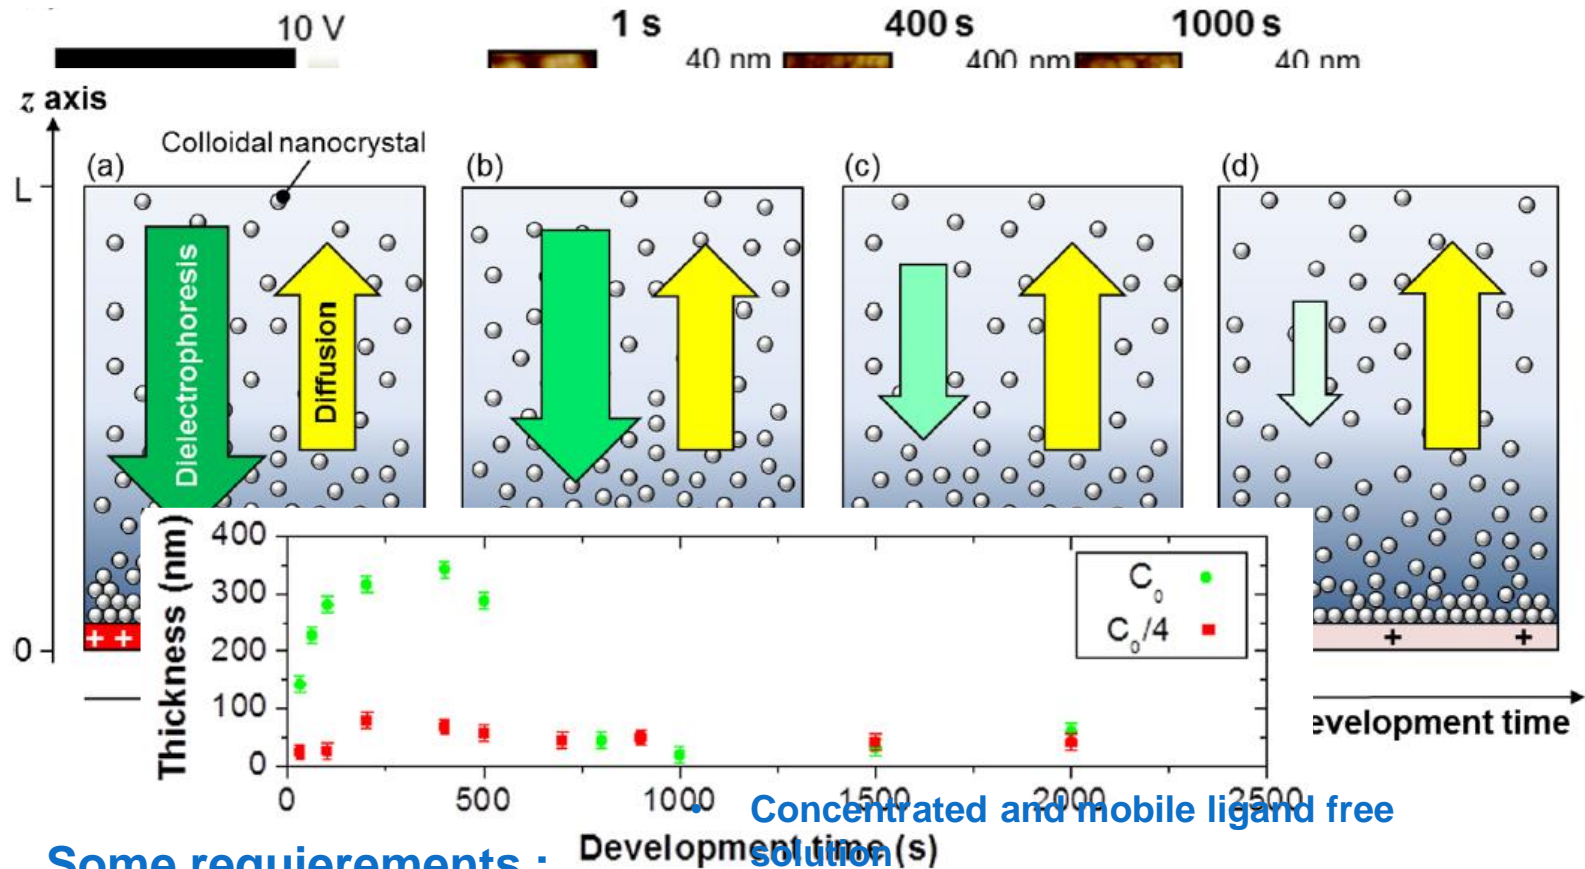 10 V
1 s
400 s
1000 s
40 nm
400 nm
40 nm
z axis
Colloidal nanocrystal
(a)
(b)
(c)
(d)
L
Dielectrophoresis
Diffusion
0
+ +
+ +
evelopment time
Thickness (nm)
400
300
200
100
0
C0
C0/4
0
500
1000
1500
2000
2500
Development time (s)
• Concentrated and mobile ligand free
solution
Some requierements :